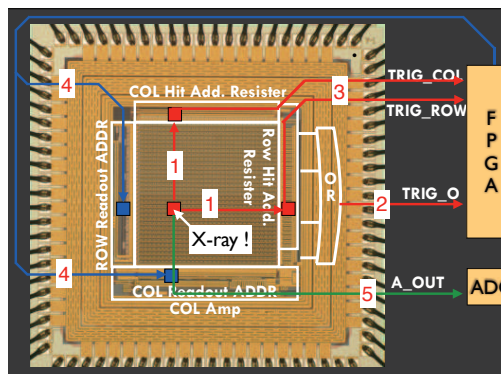 4
COL Hit Add. Resister
TRIG_COL
3
TRIG_ROW
F
P
G
A
ROW Readout ADDR
1
Row Hit Add.
Resister
OR
1
2
TRIG_O
X-ray !
4
COL Readout ADDR
COL Amp
5
A_OUT
ADC